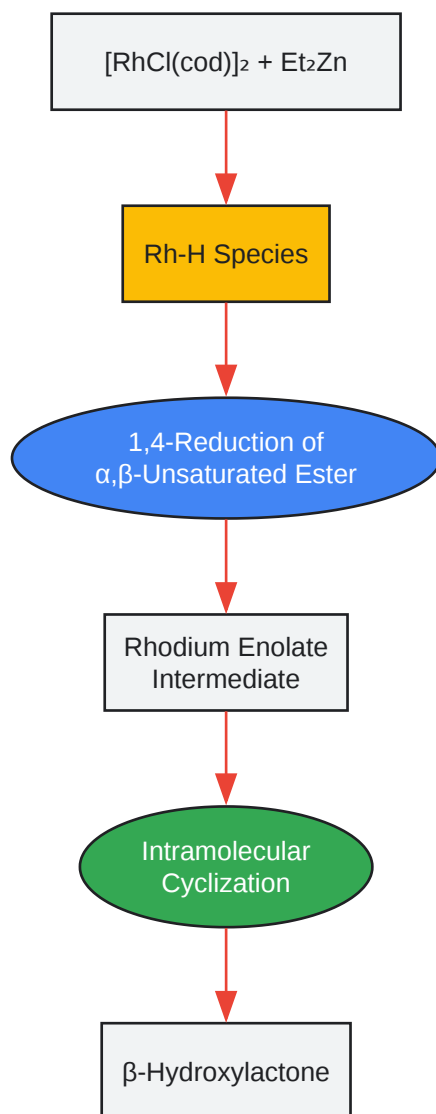 [RhCl(cod)]₂ + Et₂Zn
Rh-H Species
1,4-Reduction of
α,β-Unsaturated Ester
Rhodium Enolate
Intermediate
Intramolecular
Cyclization
β-Hydroxylactone